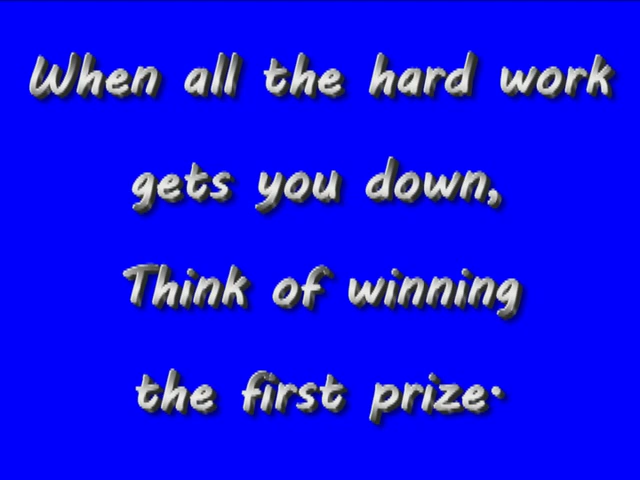 When all the hard work
gets you down,
Think of winning
the first prize·